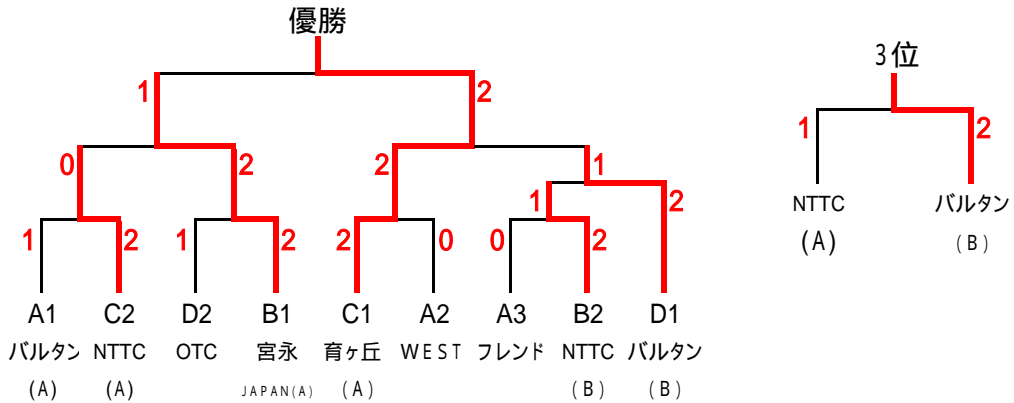 優勝
3位
1 2
1 2
0 2 2 1
1 2
NTTC バルタン
(A) (B)
1 2 1 2 2 0 0 2
A1 C2 D2 B1 C1 A2 A3 B2 D1
バルタン NTTC OTC 宮永 育ヶ丘 WEST フレンド NTTC バルタン
(A) (A) JAPAN(A) (A) (B) (B)